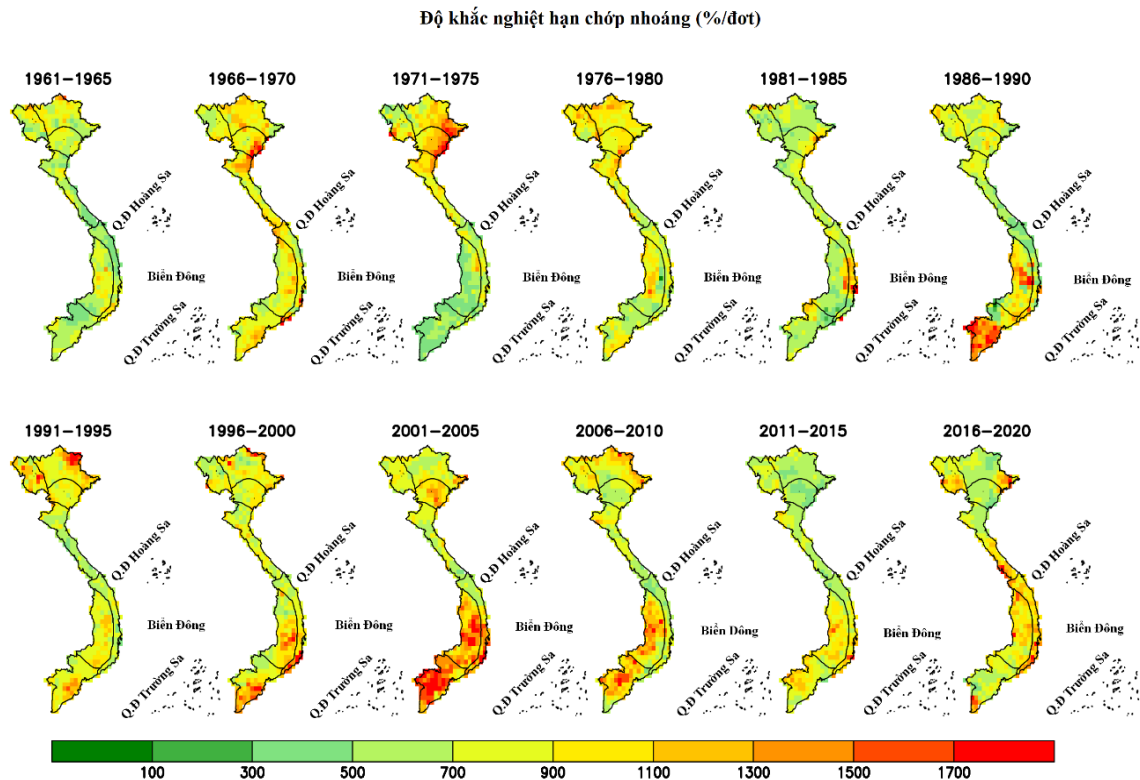 Độ khắc nghiệt hạn chớp nhoáng (%/đơt)
1961-1965
1966-1970
1971-1975
1976-1980
1981-1985
1986-1990
Q.Đ Hoàng Sa
Q.Đ Hoàng Sa
Q.Đ Hoàng Sa
Q.Đ Hoàng Sa
Q.Đ Hoàng Sa
Q.Đ Hoàng Sa
Biển Đông
Biển Đông
Biển Đông
Biển Đông
Biển Đông
Biển Đông
Q.Đ Trường Sa
Q.Đ Trường Sa
Q.Đ Trường Sa
Q.Đ Trường Sa
Q.Đ Trường Sa
Q.Đ Trường Sa
1991-1995
1996-2000
2001-2005
2006-2010
2011-2015
2016-2020
Q.Đ Hoàng Sa
Q.Đ Hoàng Sa
Q.Đ Hoàng Sa
Q.Đ Hoàng Sa
Q.Đ Hoàng Sa
Q.Đ Hoàng Sa
Biển Đông
Biển Đông
Biển Đông
Biển Dông
Biển Đông
Biển Đông
Q.Đ Trường Sa
Q.Đ Trường Sa
Q.Đ Trường Sa
Q.Đ Trường Sa
Q.Đ Trường Sa
Q.Đ Trường Sa
100 300 500 700 900 1100 1300 1500 1700